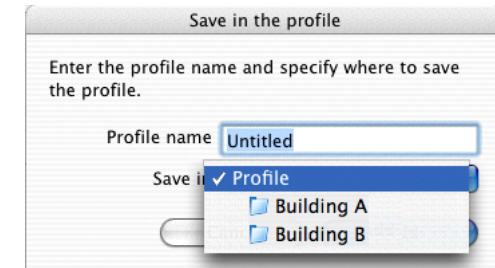 Save in the profile
Enter the profile name and specify where to save
the profile.
Profile name Untitled
Save i ✓ Profile
Building A
Building B